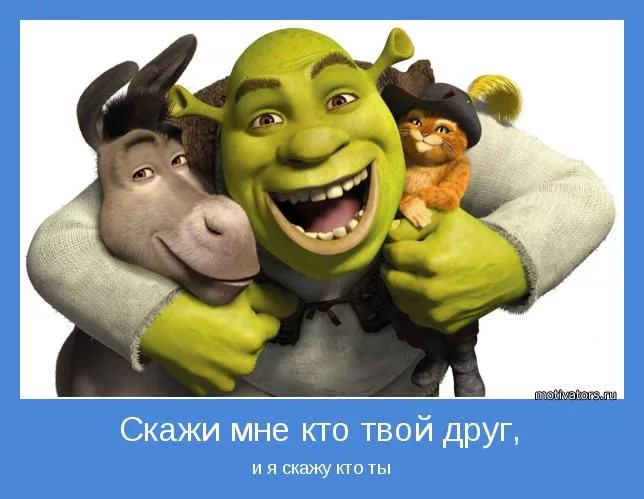 motivators.ru
Скажи мне кто твой друг,
и я скажу кто ты